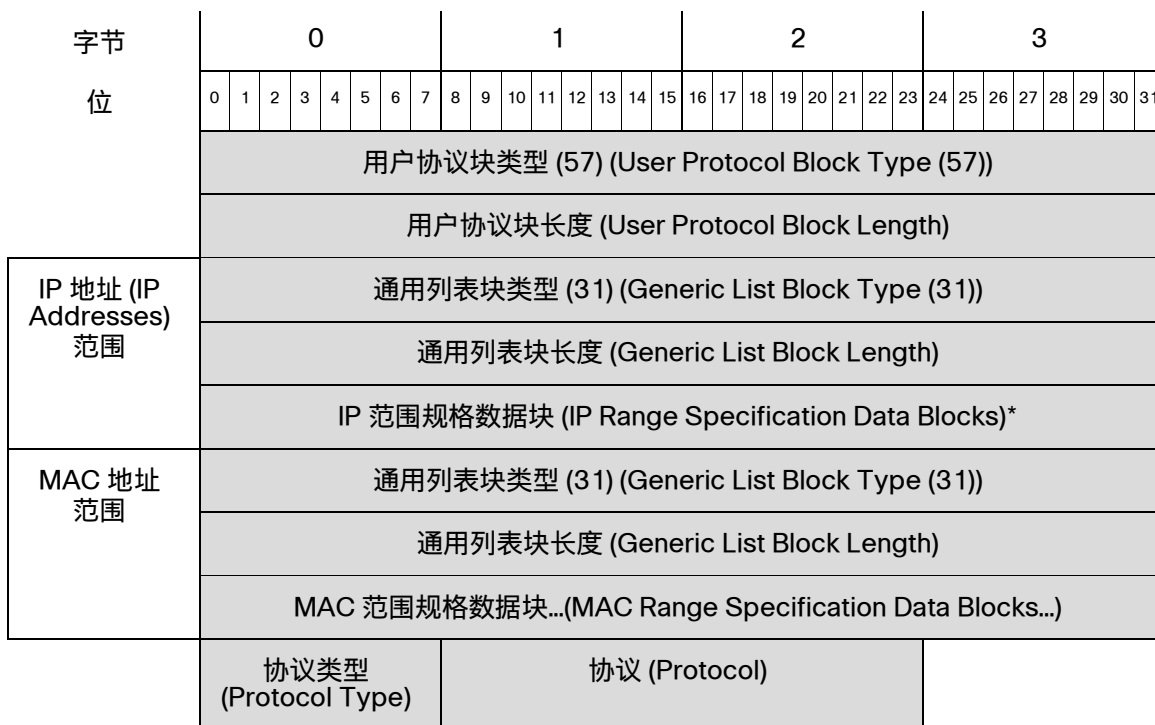 字节 0 1 2 3
位 0 1 2 3 4 5 6 7 8 9 10 11 12 13 14 15 16 17 18 19 20 21 22 23 24 25 26 27 28 29 30 31
用户协议块类型 (57) (User Protocol Block Type (57))
用户协议块长度 (User Protocol Block Length)
IP 地址 (IP
Addresses)
范围
通用列表块类型 (31) (Generic List Block Type (31))
通用列表块长度 (Generic List Block Length)
IP 范围规格数据块 (IP Range Specification Data Blocks)*
MAC 地址
范围
通用列表块类型 (31) (Generic List Block Type (31))
通用列表块长度 (Generic List Block Length)
MAC 范围规格数据块...(MAC Range Specification Data Blocks...)
协议类型
(Protocol Type)
协议 (Protocol)